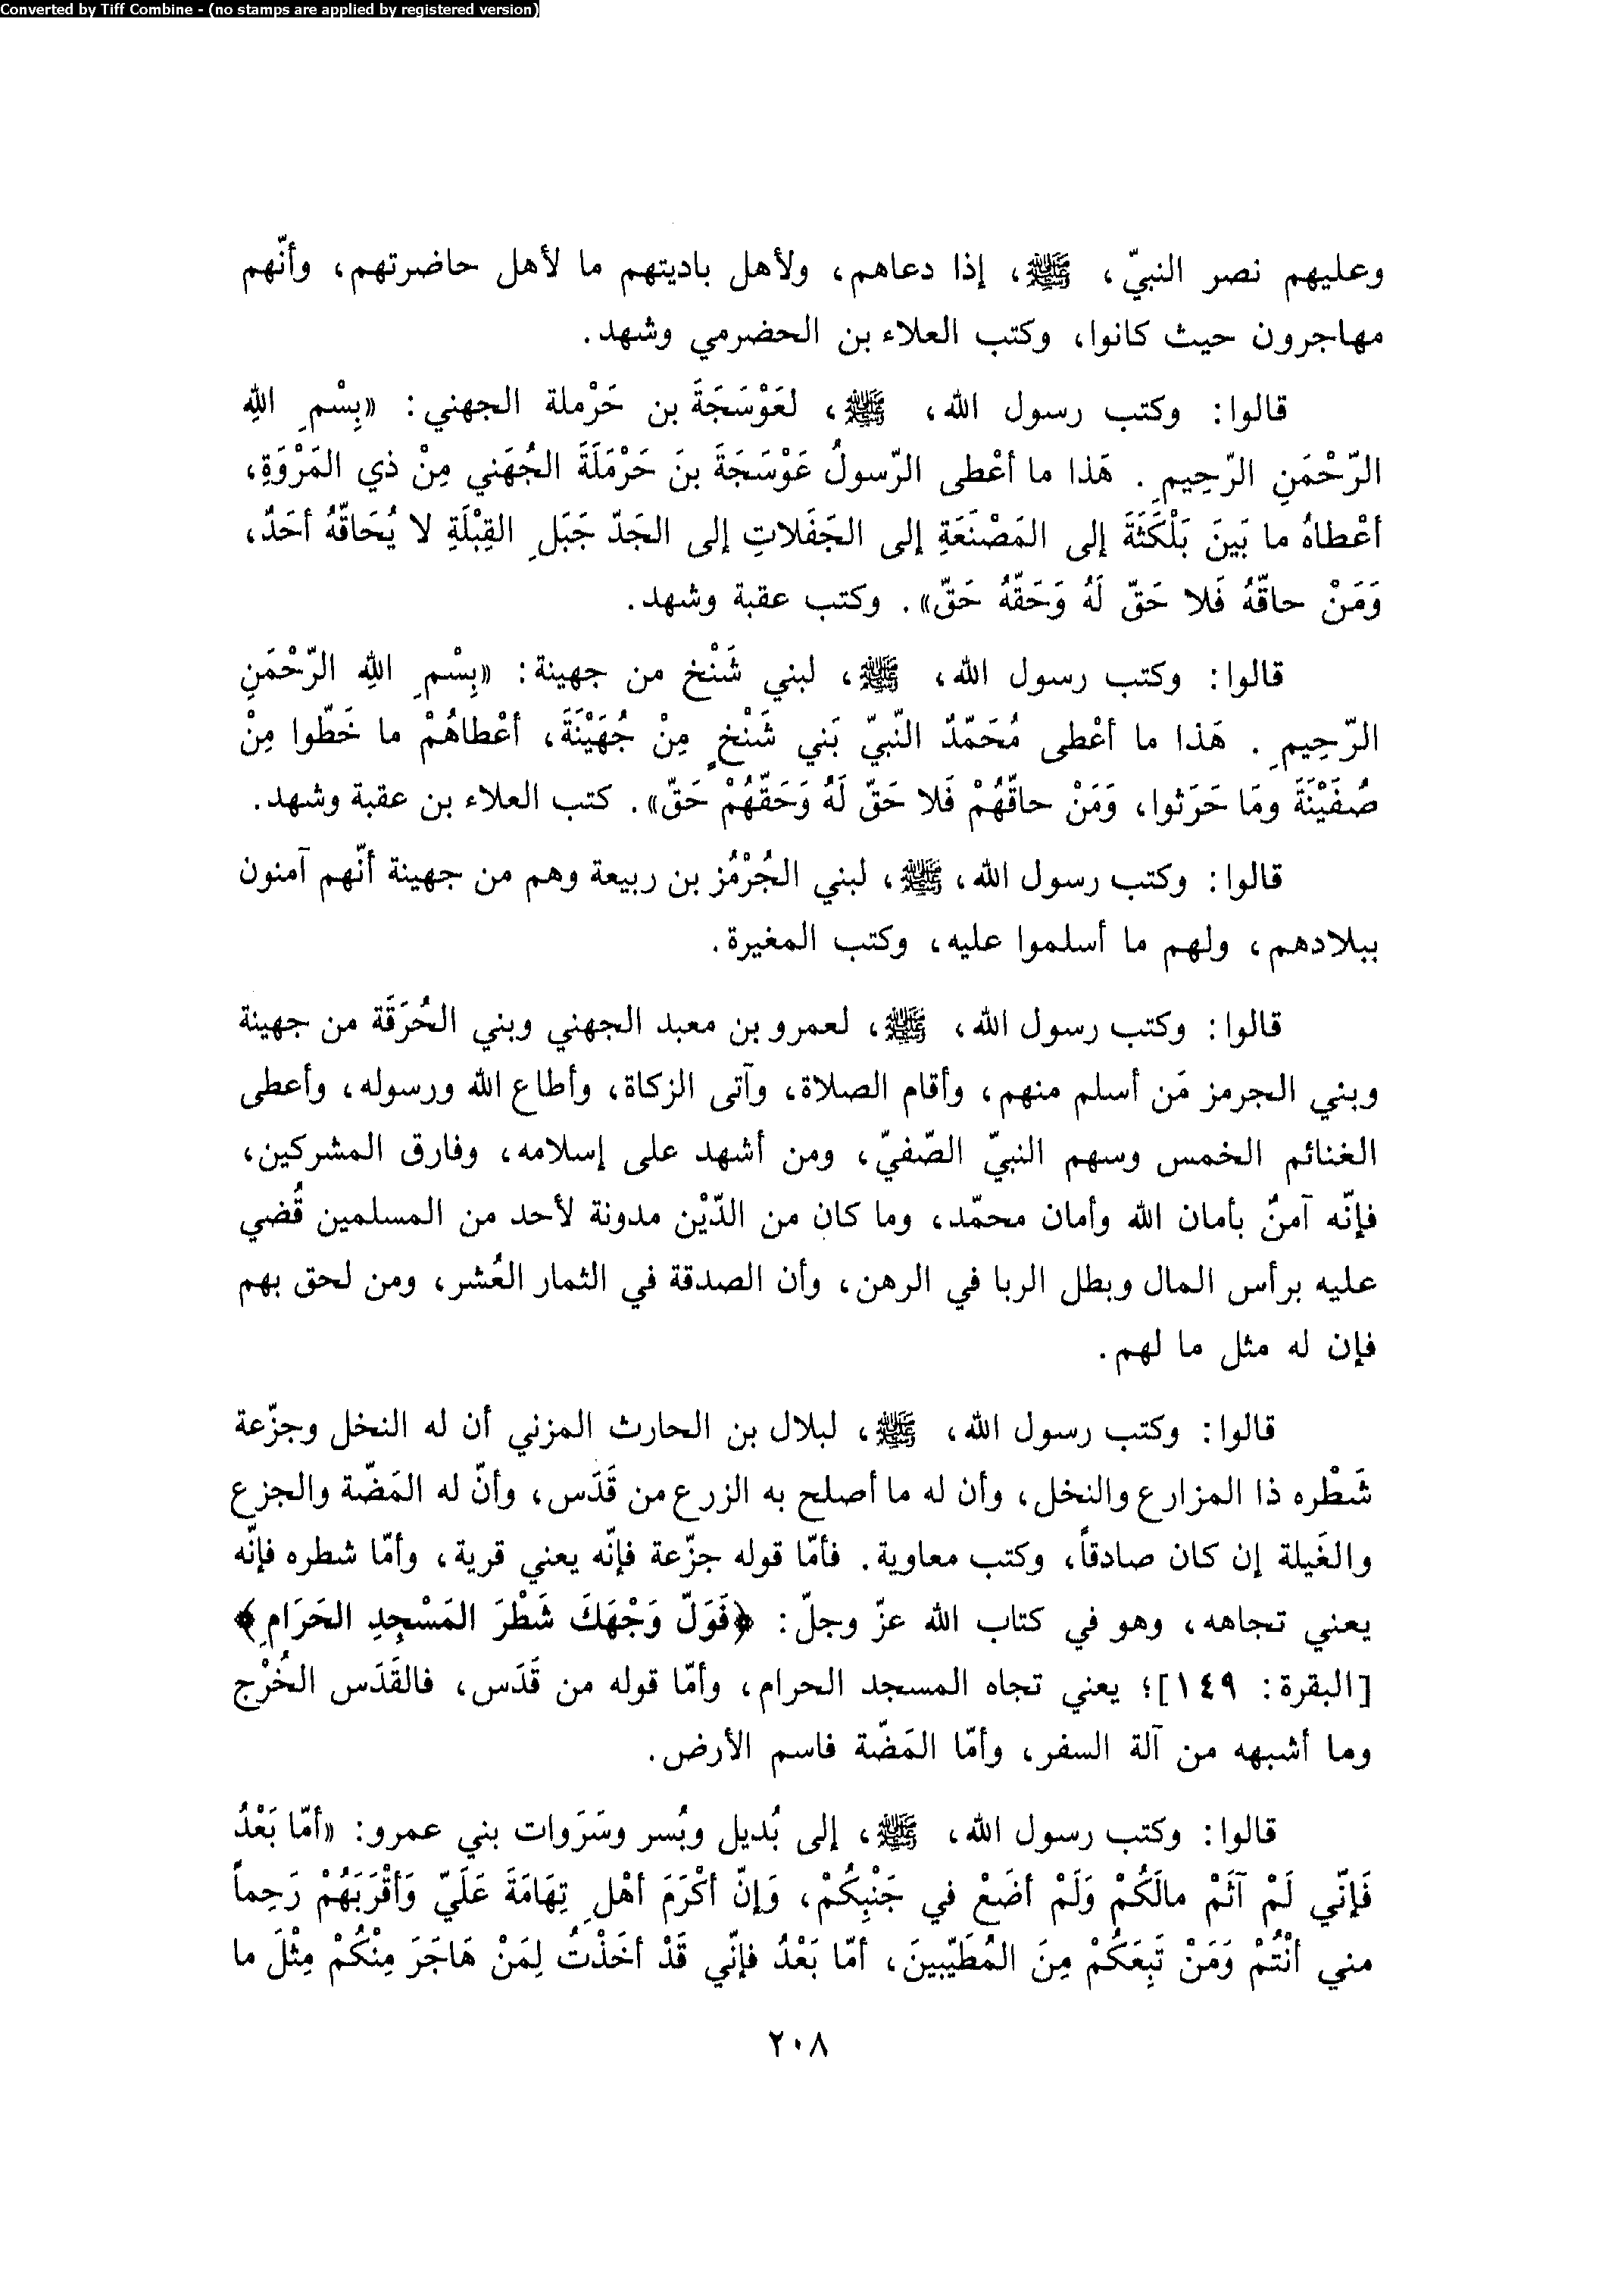 Converted by Tiff Combine - (no stamps are applied by registered version)
وعليهم نصر النبيّ، ﷺ، إذا دعاهم، ولأهل باديتهم ما لأهل حاضرتهم، وأنّهم
مهاجرون حيث كانوا، وكتب العلاء بن الحضرمي وشهد.
قالوا: وكتب رسول الله، ﷺ، لعَوْسَجَةَ بن حَرْملة الجهني: «بِسْمِ اللهِ
الرّحْمَنِ الرّحِيمِ. هَذا ما أعْطى الرّسولُ عَوْسَجَةَ بنَ حَرْمَلَةَ الجُهَني مِنْ ذي المَرْوَةِ،
أعْطاهُ ما بَينَ بَلْكَثَةَ إلى المَصْنَعَةِ إلى الجَفَلاتِ إلى الجَدّ جَبَلِ القِبْلَةِ لا يُحَاقّهُ أحَدٌ،
وَمَنْ حاقّهُ فَلا حَقّ لَهُ وَحَقّهُ حَقّ». وكتب عقبة وشهد.
قالوا: وكتب رسول الله، ﷺ، لبني شَنْخ من جهينة: «بِسْمِ اللهِ الرّحْمَنِ
الرّحِيمِ. هَذا ما أعْطى مُحَمّدٌ النّبيّ بَني شَنْخٍ مِنْ جُهَيْنَةَ، أعْطاهُمْ ما خَطّوا مِنْ
صُفَيْنَةَ ومَا حَرَثوا، وَمَنْ حاقّهُمْ فَلا حَقّ لَهُ وَحَقّهُمْ حَقّ». كتب العلاء بن عقبة وشهد.
قالوا: وكتب رسول الله، ﷺ، لبني الجُرْمُز بن ربيعة وهم من جهينة أنّهم آمنون
ببلادهم، ولهم ما أسلموا عليه، وكتب المغيرة.
قالوا: وكتب رسول الله، ﷺ، لعمرو بن معبد الجهني وبني الحُرَقَة من جهينة
وبني الجرمز مَن أسلم منهم، وأقام الصلاة، وآتى الزكاة، وأطاع الله ورسوله، وأعطى
الغنائم الخمس وسهم النبيّ الصّفيّ، ومن أشهد على إسلامه، وفارق المشركين،
فإنّه آمنٌ بأمان الله وأمان محمّد، وما كان من الدّيْن مدونة لأحد من المسلمين قُضي
عليه برأس المال وبطل الربا في الرهن، وأن الصدقة في الثمار العُشر، ومن لحق بهم
فإن له مثل ما لهم.
قالوا: وكتب رسول الله، ﷺ، لبلال بن الحارث المزني أن له النخل وجزّعة
شَطْره ذا المزارع والنخل، وأن له ما أصلح به الزرع من قَدَس، وأنّ له المَضّة والجزع
والغَيلة إن كان صادقاً، وكتب معاوية. فأمّا قوله جزّعة فإنّه يعني قرية، وأمّا شطره فإنّه
يعني تجاهه، وهو في كتاب الله عزّ وجلّ: ﴿فَوَلّ وَجْهَكَ شَطْرَ المَسْجِدِ الحَرَامِ﴾
[البقرة: ١٤٩]؛ يعني تجاه المسجد الحرام، وأمّا قوله من قَدَس، فالقَدَس الخُرْج
وما أشبهه من آلة السفر، وأمّا المَضّة فاسم الأرض.
قالوا: وكتب رسول الله، ﷺ، إلى بُديل وبُسر وسَرَوات بني عمرو: «أمّا بَعْدُ
فَإنّي لَمْ آثَمْ مالَكُمْ وَلَمْ أضَعْ في جَنْبِكُمْ، وَإنّ أكْرَمَ أهْلِ تِهَامَةَ عَلَيّ وَأقْرَبَهُمْ رَحِماً
مني أنْتُمْ وَمَنْ تَبِعَكُمْ مِنَ المُطَيّبينَ، أمّا بَعْدُ فإنّي قَدْ أخَذْتُ لِمَنْ هَاجَرَ مِنْكُمْ مِثْلَ ما
٢٠٨